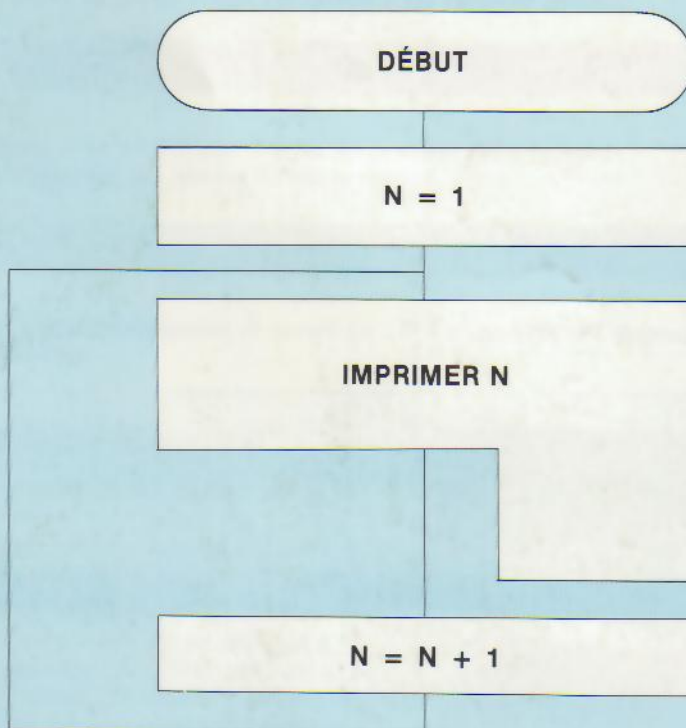 DÉBUT
N = 1
IMPRIMER N
N = N + 1